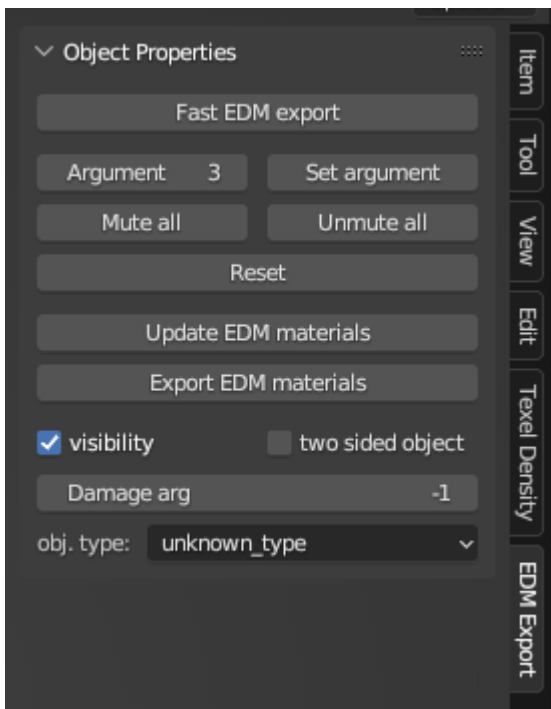 Object Properties
Fast EDM export
Argument 3 Set argument
Mute all Unmute all
Reset
Update EDM materials
Export EDM materials
visibility two sided object
Damage arg -1
obj. type: unknown_type
Item
Tool
View
Edit
Texel Density
EDM Export